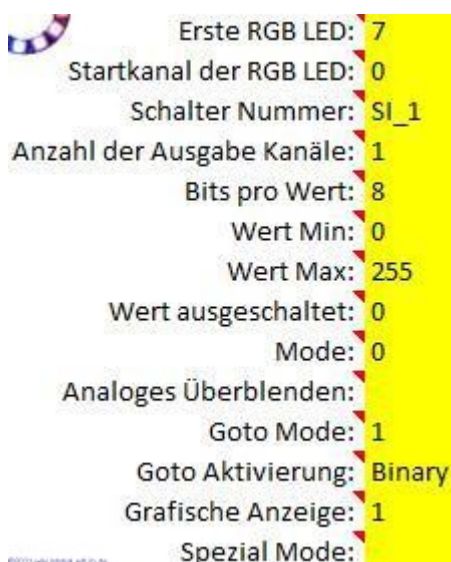 Erste RGB LED: 7
Startkanal der RGB LED: 0
Schalter Nummer: SI_1
Anzahl der Ausgabe Kanäle: 1
Bits pro Wert: 8
Wert Min: 0
Wert Max: 255
Wert ausgeschaltet: 0
Mode: 0
Analoges Überblenden:
Goto Mode: 1
Goto Aktivierung: Binary
Grafische Anzeige: 1
Spezial Mode: